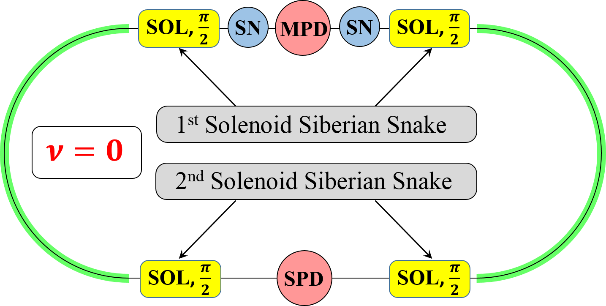 SOL, π/2 SN MPD SN SOL, π/2
1st Solenoid Siberian Snake
ν = 0
2nd Solenoid Siberian Snake
SOL, π/2 SPD SOL, π/2